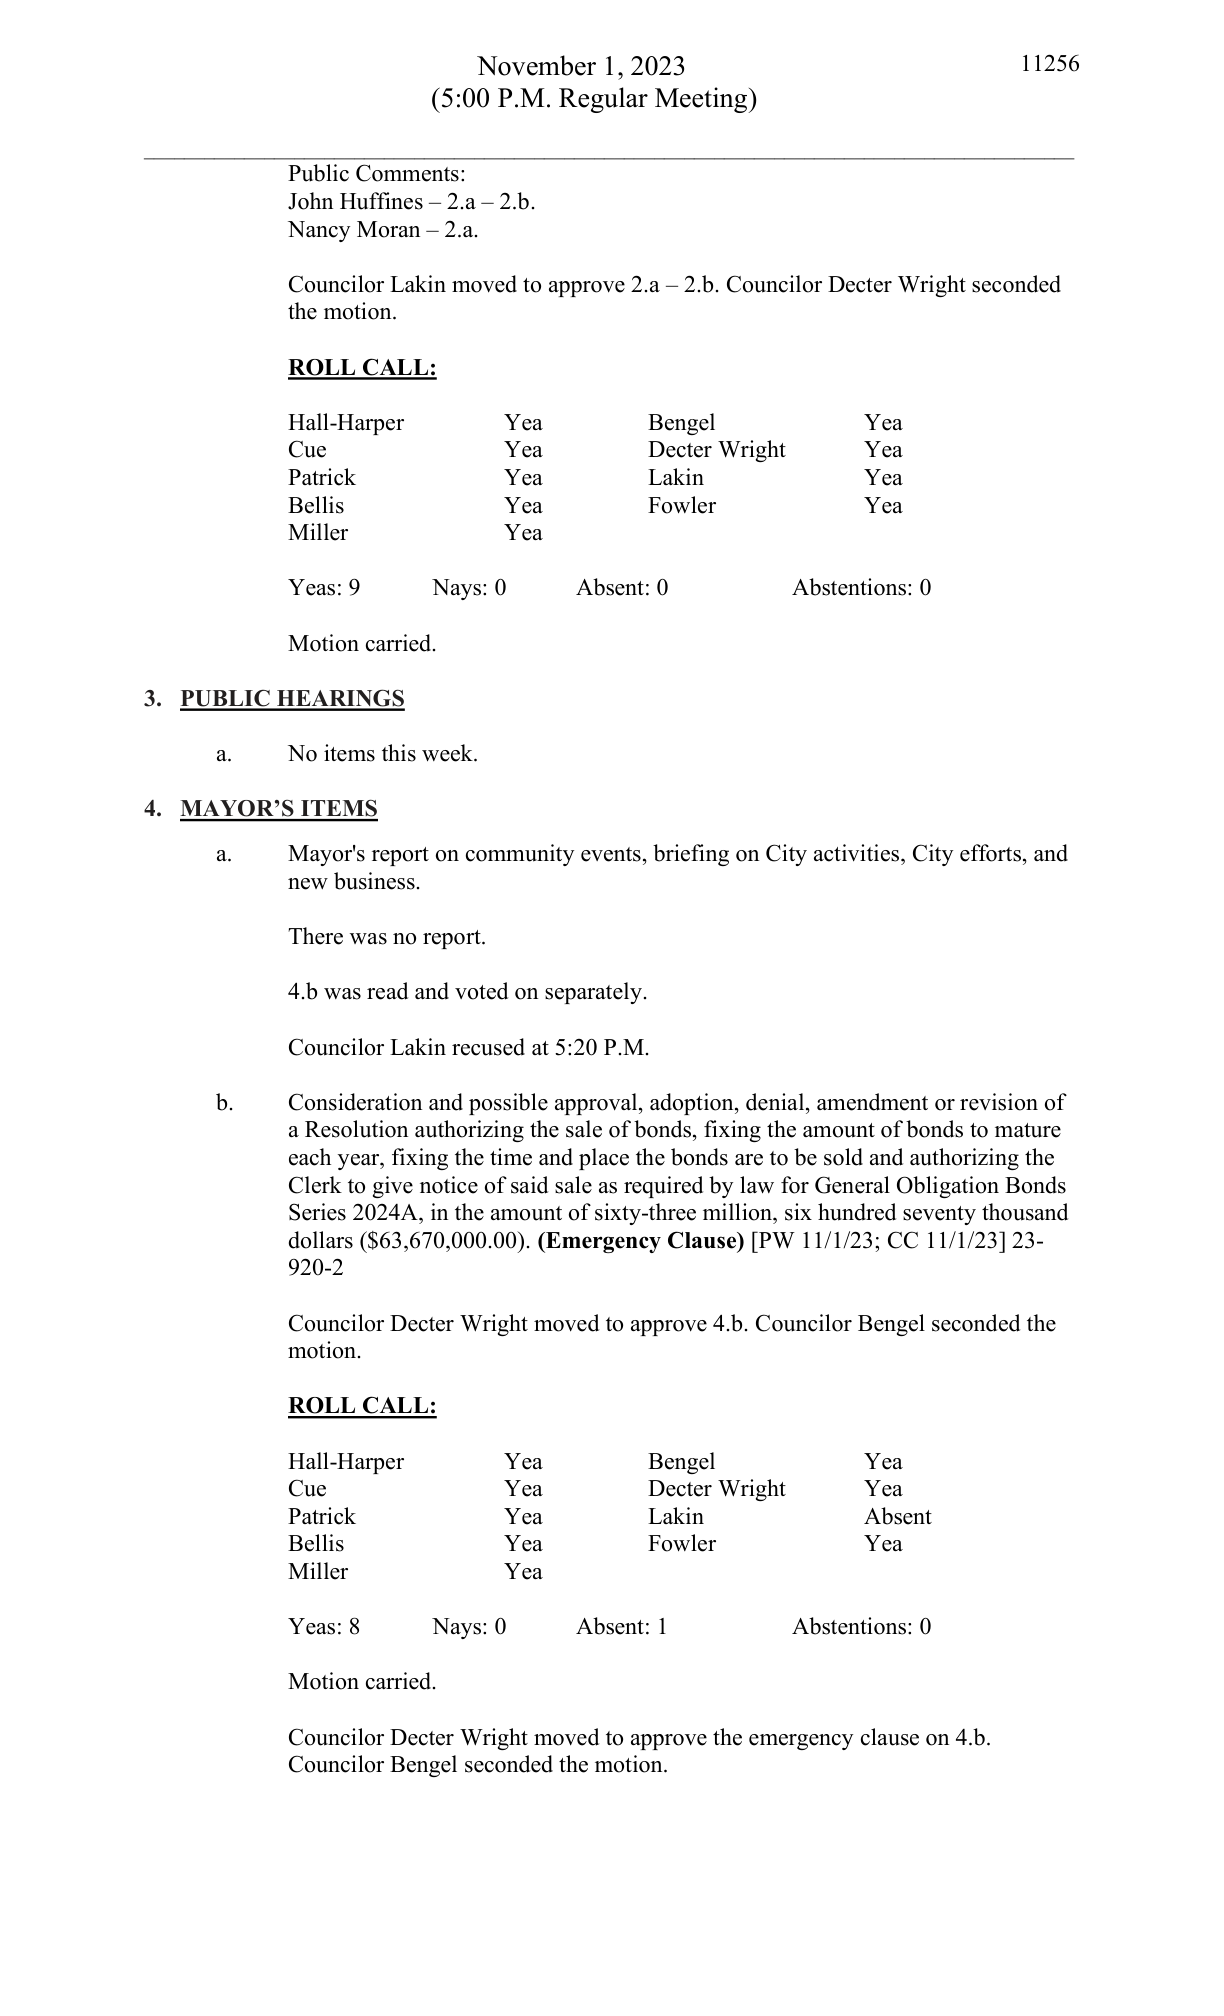 November 1, 2023
11256
(5:00 P.M. Regular Meeting)
Public Comments:
John Huffines – 2.a – 2.b.
Nancy Moran – 2.a.
Councilor Lakin moved to approve 2.a – 2.b. Councilor Decter Wright seconded
the motion.
ROLL CALL:
Hall-Harper Yea Bengel Yea
Cue Yea Decter Wright Yea
Patrick Yea Lakin Yea
Bellis Yea Fowler Yea
Miller Yea
Yeas: 9 Nays: 0 Absent: 0 Abstentions: 0
Motion carried.
3. PUBLIC HEARINGS
a. No items this week.
4. MAYOR’S ITEMS
a. Mayor's report on community events, briefing on City activities, City efforts, and
new business.
There was no report.
4.b was read and voted on separately.
Councilor Lakin recused at 5:20 P.M.
b. Consideration and possible approval, adoption, denial, amendment or revision of
a Resolution authorizing the sale of bonds, fixing the amount of bonds to mature
each year, fixing the time and place the bonds are to be sold and authorizing the
Clerk to give notice of said sale as required by law for General Obligation Bonds
Series 2024A, in the amount of sixty-three million, six hundred seventy thousand
dollars ($63,670,000.00). (Emergency Clause) [PW 11/1/23; CC 11/1/23] 23-
920-2
Councilor Decter Wright moved to approve 4.b. Councilor Bengel seconded the
motion.
ROLL CALL:
Hall-Harper Yea Bengel Yea
Cue Yea Decter Wright Yea
Patrick Yea Lakin Absent
Bellis Yea Fowler Yea
Miller Yea
Yeas: 8 Nays: 0 Absent: 1 Abstentions: 0
Motion carried.
Councilor Decter Wright moved to approve the emergency clause on 4.b.
Councilor Bengel seconded the motion.